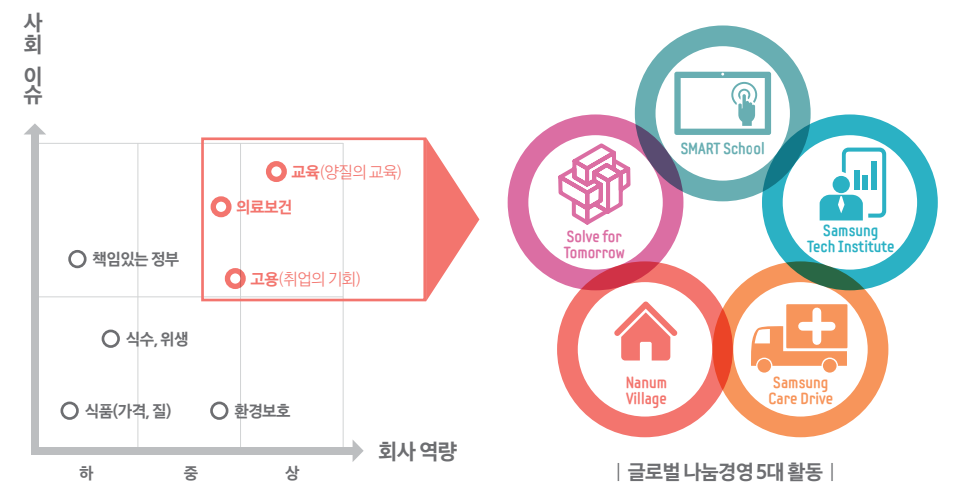 사회 이슈
교육(양질의 교육)
의료보건
책임있는 정부
고용(취업의 기회)
식수, 위생
식품(가격, 질)
환경보호
회사 역량
하
중
상
SMART School
Solve for
Tomorrow
Samsung
Tech Institute
Nanum
Village
Samsung
Care Drive
| 글로벌 나눔경영 5대 활동 |